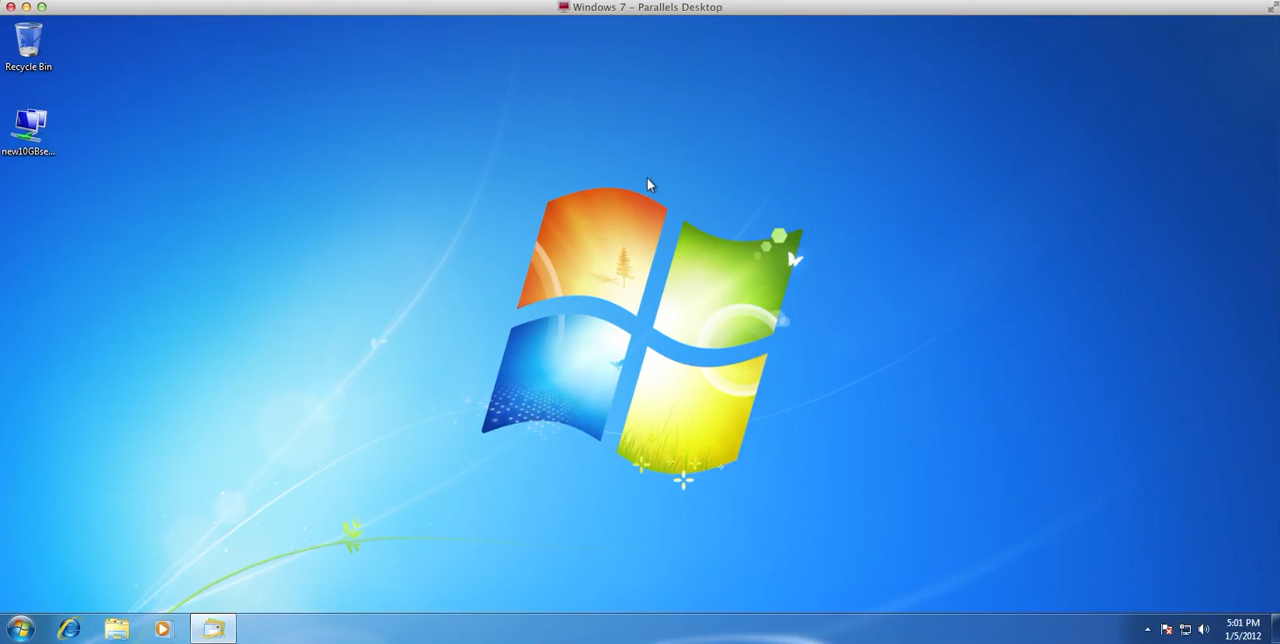 Windows 7 – Parallels Desktop
Recycle Bin
new10GBse...
5:01 PM
1/5/2012